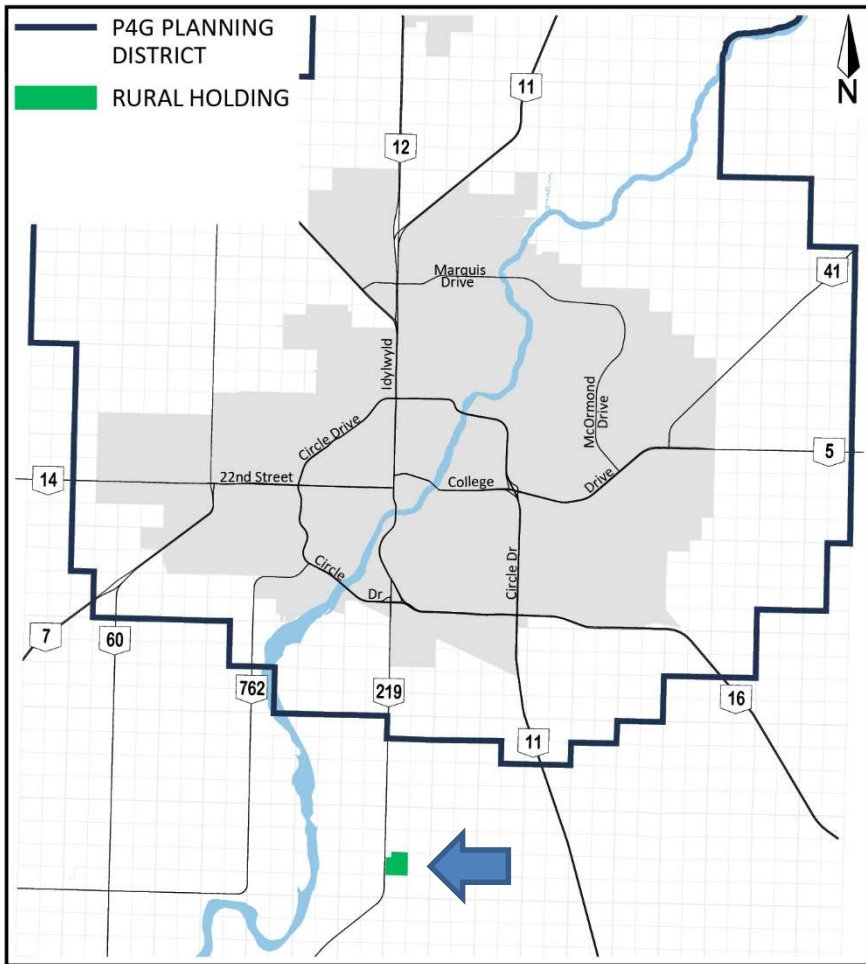 P4G PLANNING
DISTRICT
RURAL HOLDING
N
11
12
41
Marquis
Drive
Idylwyld
McOrmond
Drive
Circle Drive
5
14
22nd Street
College
Drive
Circle
Dr
Circle Dr
7
60
762
219
16
11